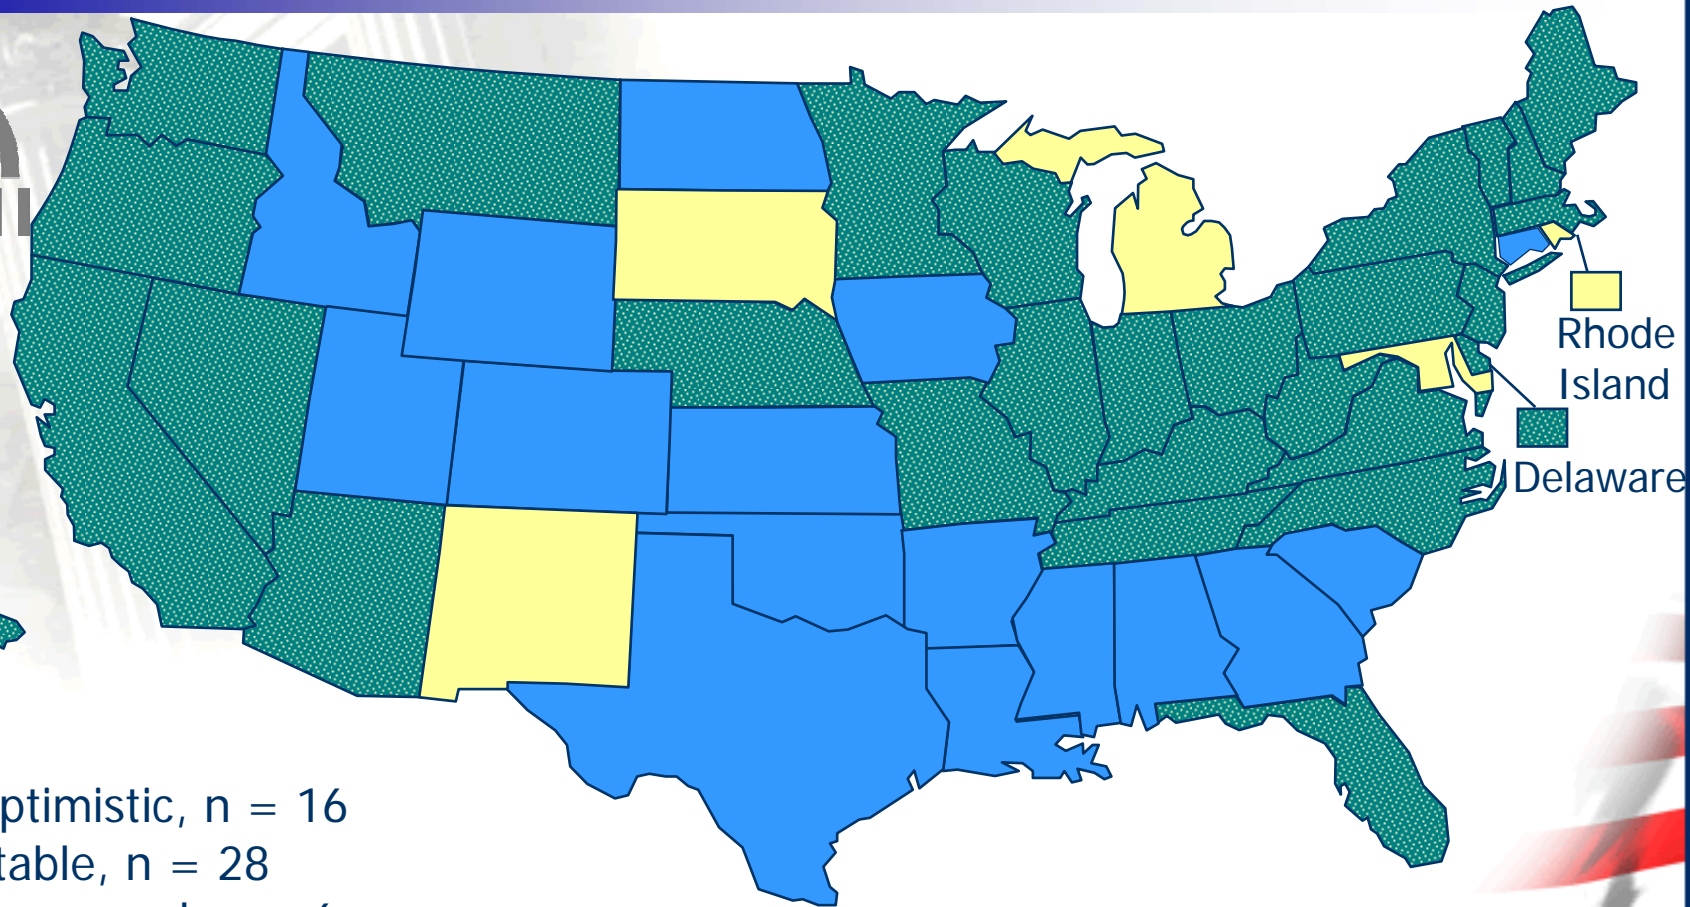 Rhode
Island
Delaware
ptimistic, n = 16
table, n = 28